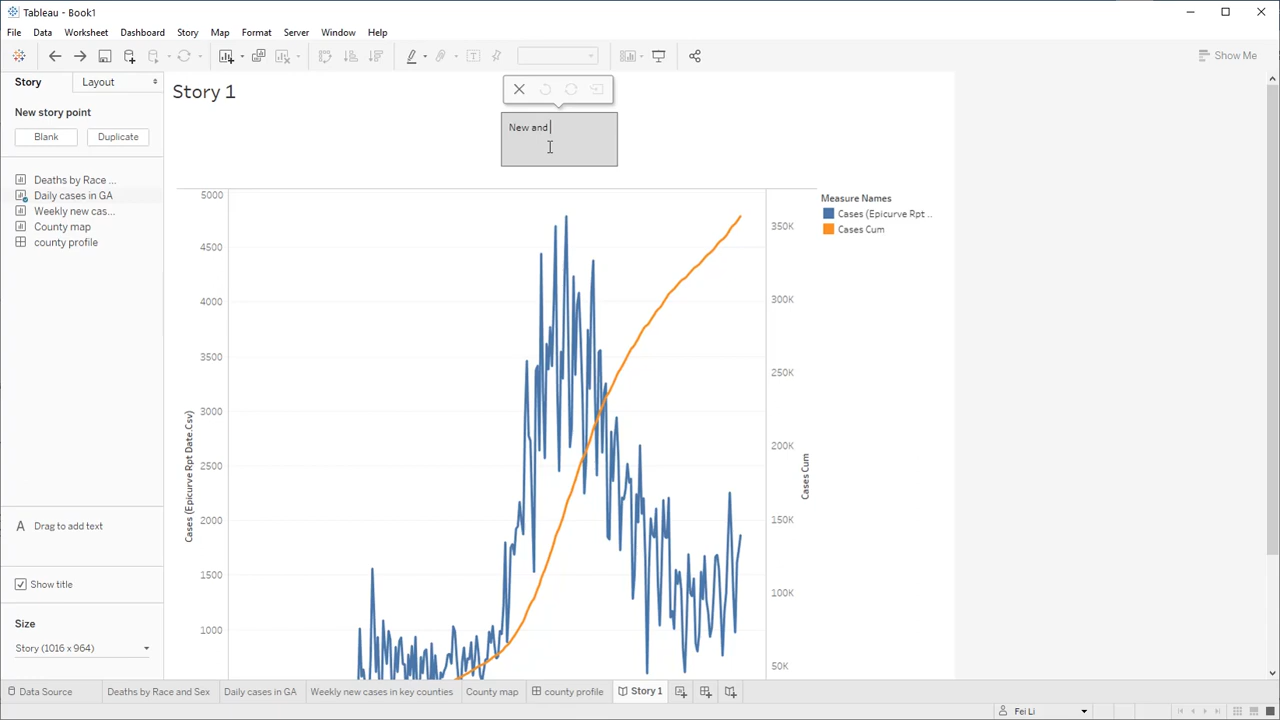 Tableau - Book1
File Data Worksheet Dashboard Story Map Format Server Window Help
Show Me
Story Layout
New story point
Blank Duplicate
Deaths by Race ...
Daily cases in GA
Weekly new cas...
County map
county profile
A Drag to add text
Show title
Size
Story (1016 x 964)
Story 1
New and
5000
4500
4000
3500
3000
2500
2000
1500
1000
Cases (Epicurve Rpt Date.Csv)
350K
300K
250K
200K
150K
100K
50K
Cases Cum
Measure Names
Cases (Epicurve Rpt ..
Cases Cum
Data Source Deaths by Race and Sex Daily cases in GA Weekly new cases in key counties County map county profile Story 1
Fei Li